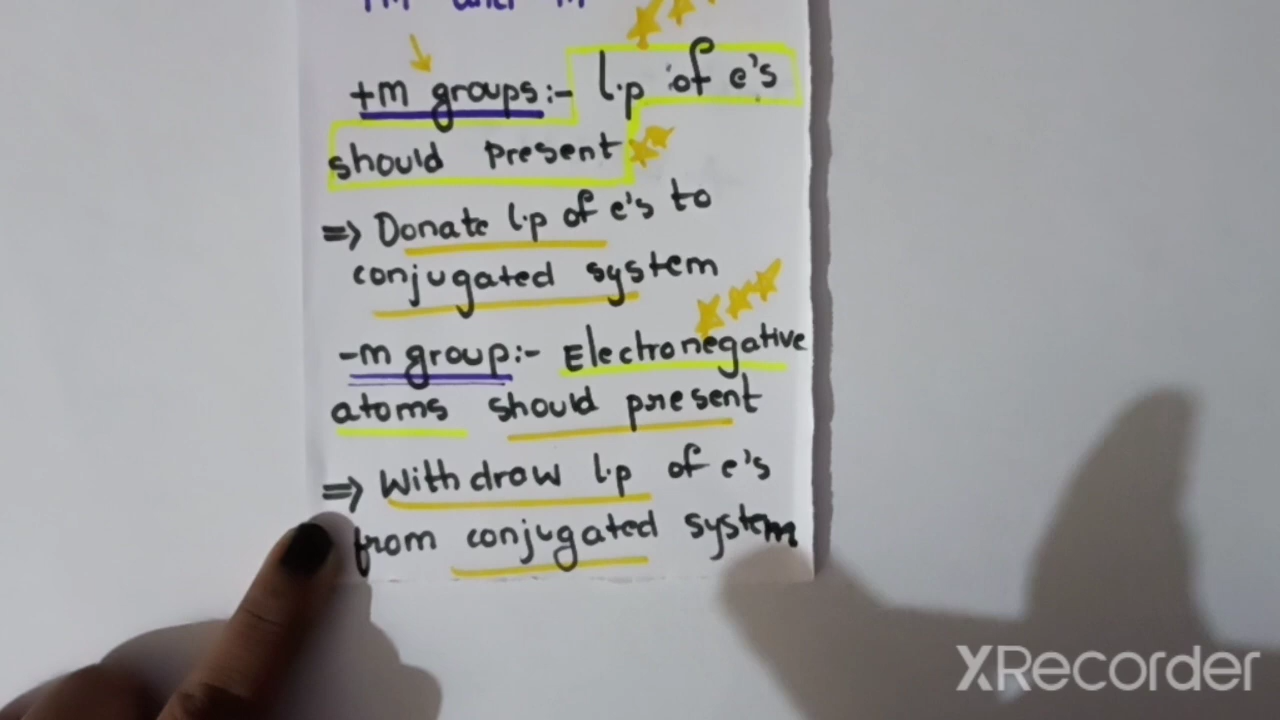 +m groups:- l.p of e's
should present
=> Donate l.p of e's to
conjugated system
-m group:- Electronegative
atoms should present
=> Withdrow l.p of e's
from conjugated system
XRecorder